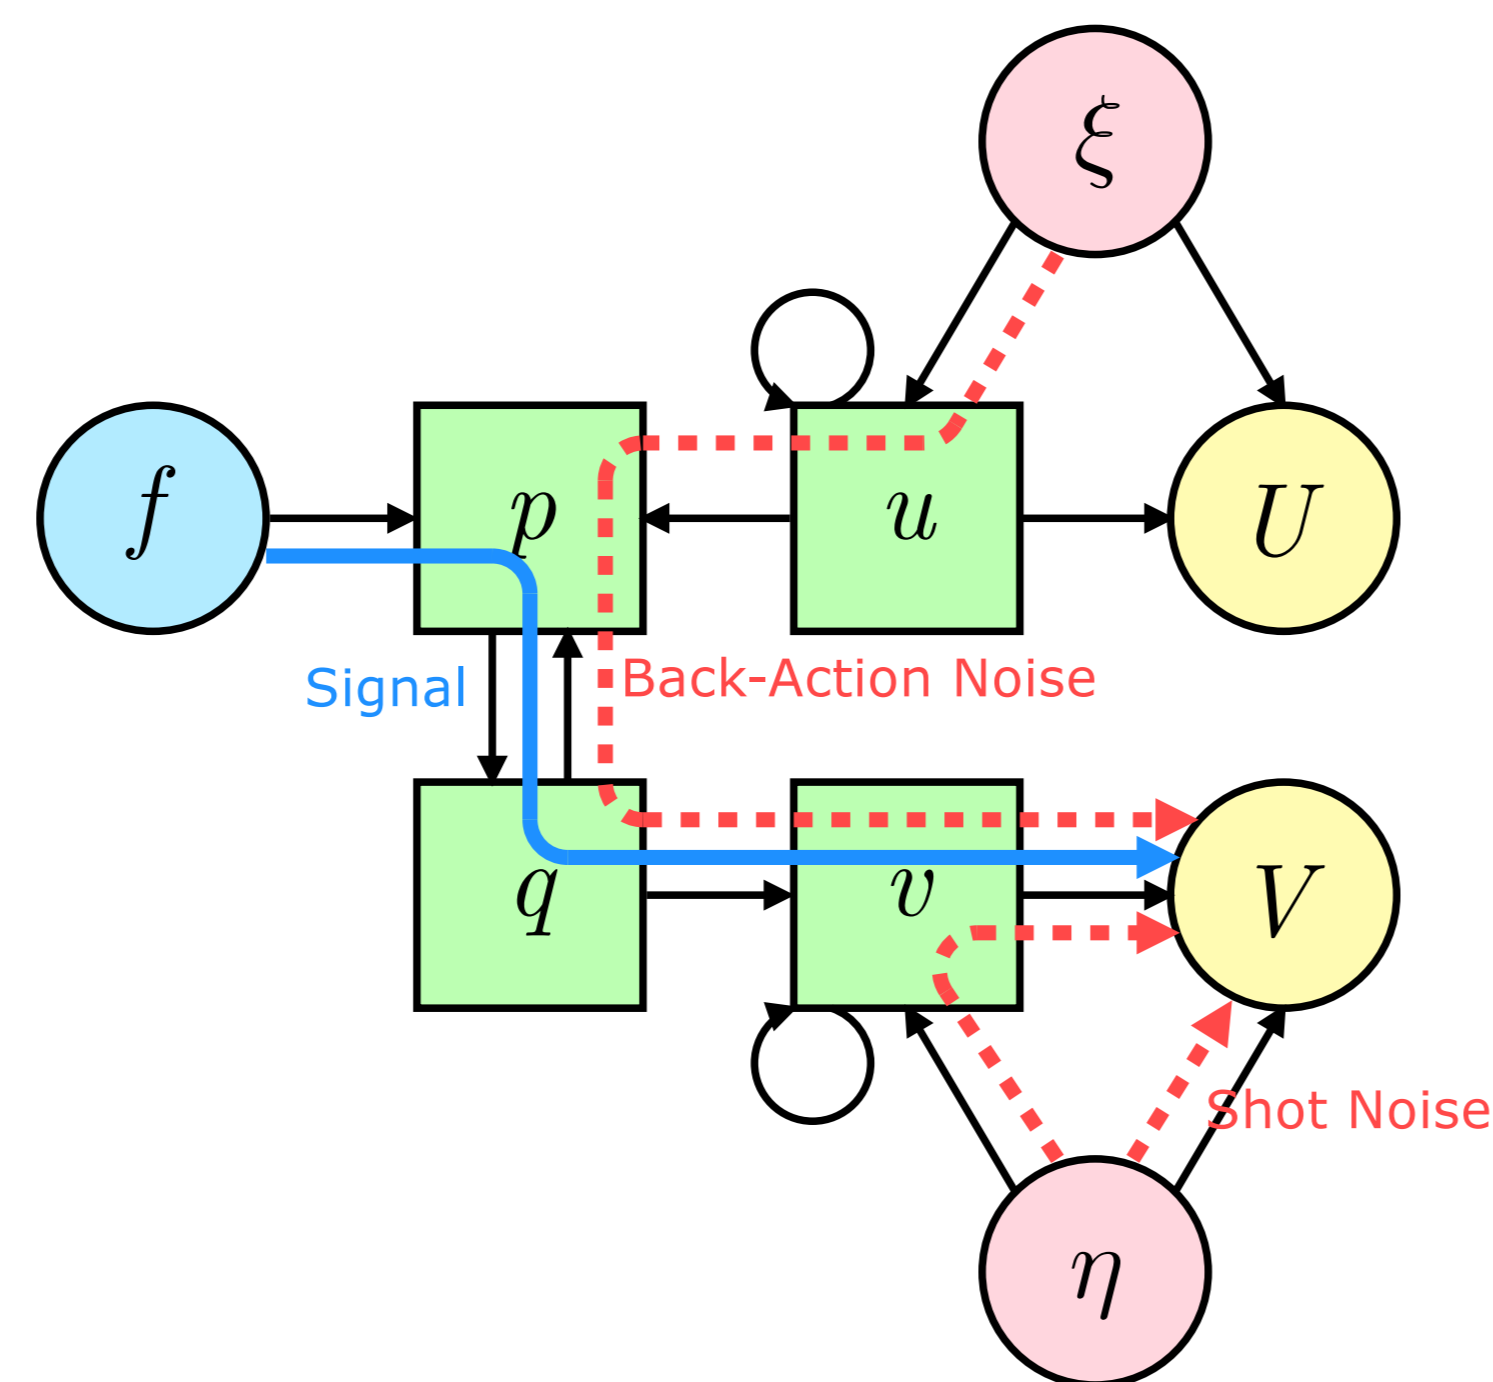 ξ
f
p
u
U
Signal
Back-Action Noise
q
v
V
Shot Noise
η